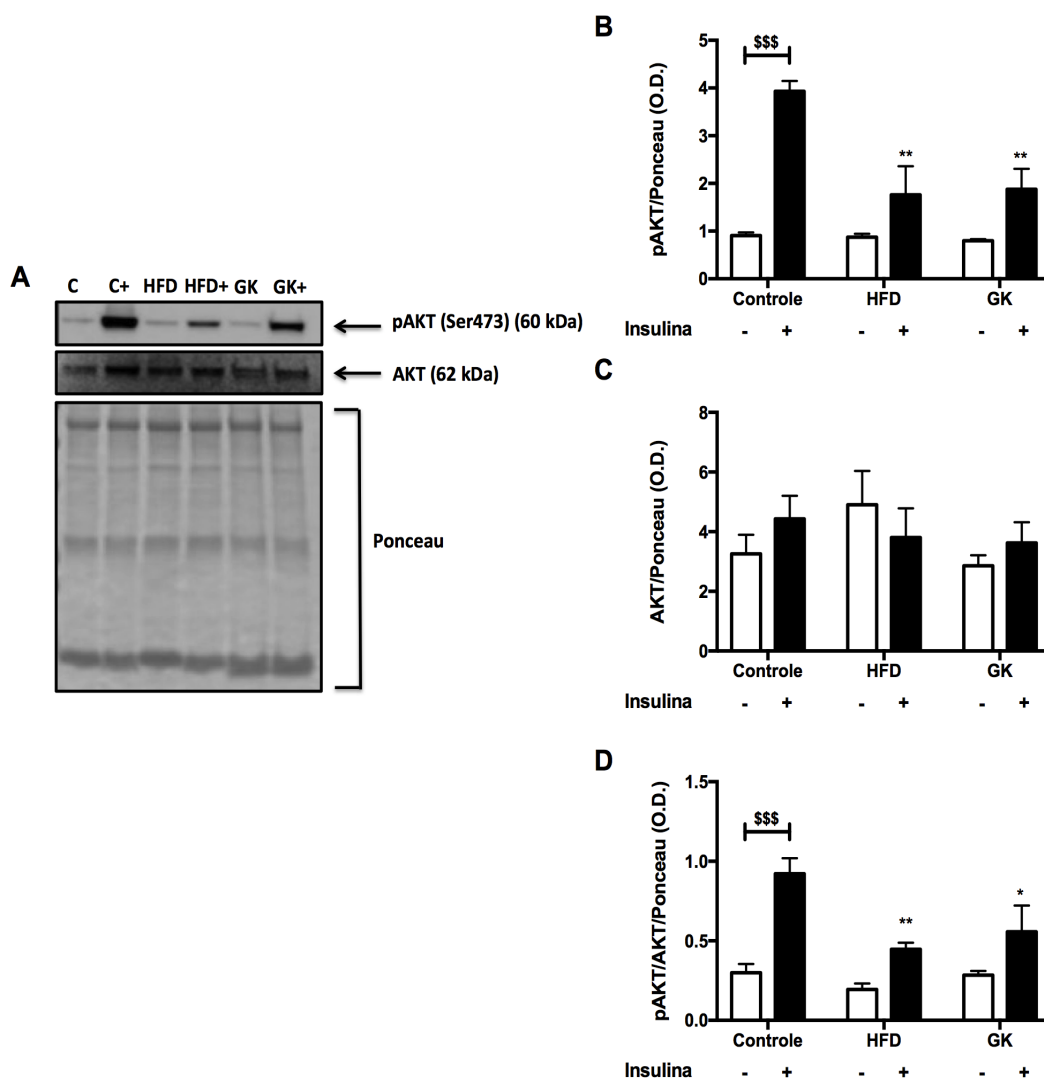 A
C C+ HFD HFD+ GK GK+
pAKT (Ser473) (60 kDa)
AKT (62 kDa)
Ponceau
B
pAKT/Ponceau (O.D.)
5
4
3
2
1
0
$$$
**
**
Controle HFD GK
Insulina - + - + - +
C
AKT/Ponceau (O.D.)
8
6
4
2
0
Controle HFD GK
Insulina - + - + - +
D
pAKT/AKT/Ponceau (O.D.)
1.5
1.0
0.5
0.0
$$$
**
*
Controle HFD GK
Insulina - + - + - +